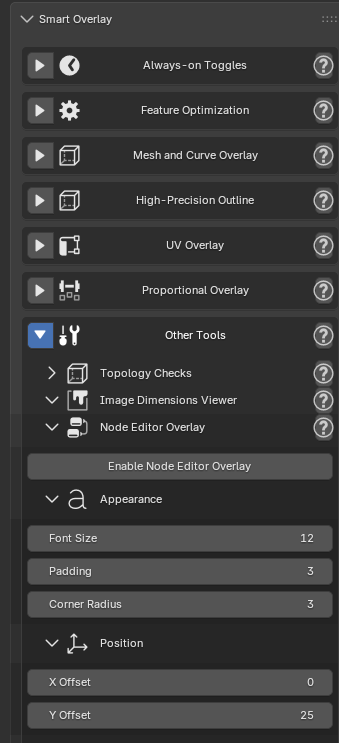 Smart Overlay
Always-on Toggles
Feature Optimization
Mesh and Curve Overlay
High-Precision Outline
UV Overlay
Proportional Overlay
Other Tools
Topology Checks
Image Dimensions Viewer
Node Editor Overlay
Enable Node Editor Overlay
Appearance
Font Size 12
Padding 3
Corner Radius 3
Position
X Offset 0
Y Offset 25